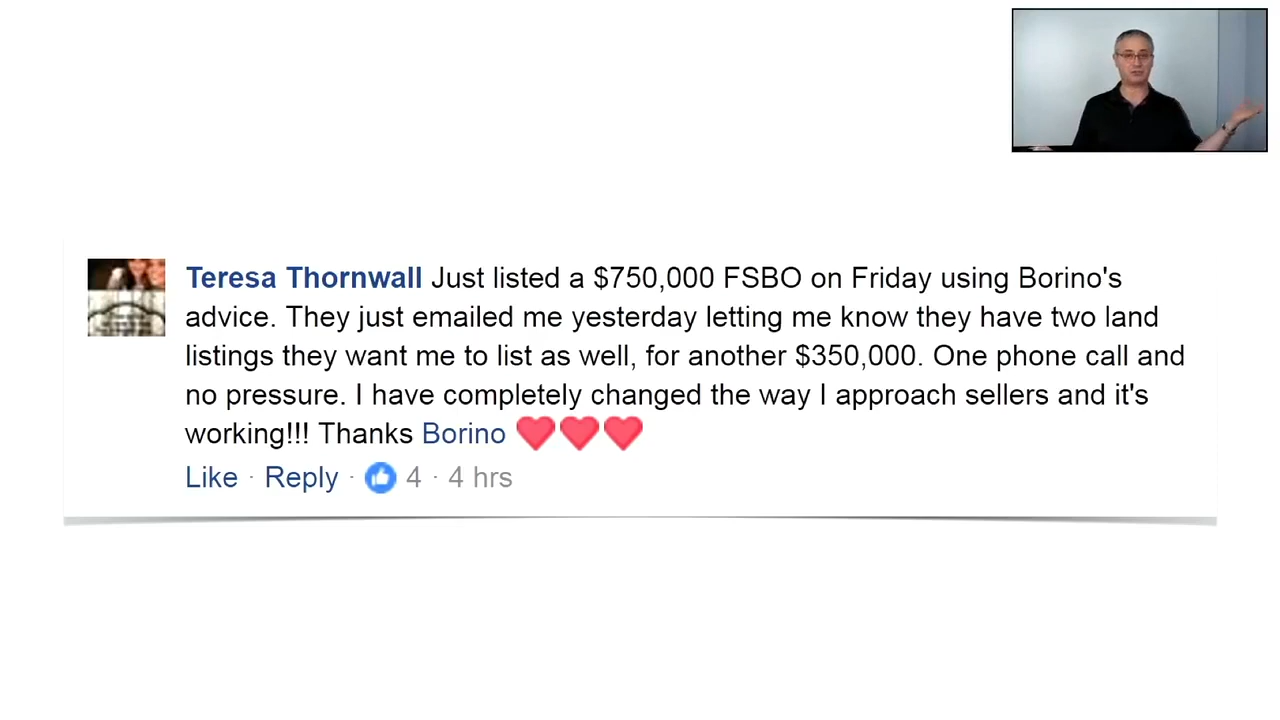 Teresa Thornwall Just listed a $750,000 FSBO on Friday using Borino's
advice. They just emailed me yesterday letting me know they have two land
listings they want me to list as well, for another $350,000. One phone call and
no pressure. I have completely changed the way I approach sellers and it's
working!!! Thanks Borino ❤❤❤
Like · Reply · 4 · 4 hrs